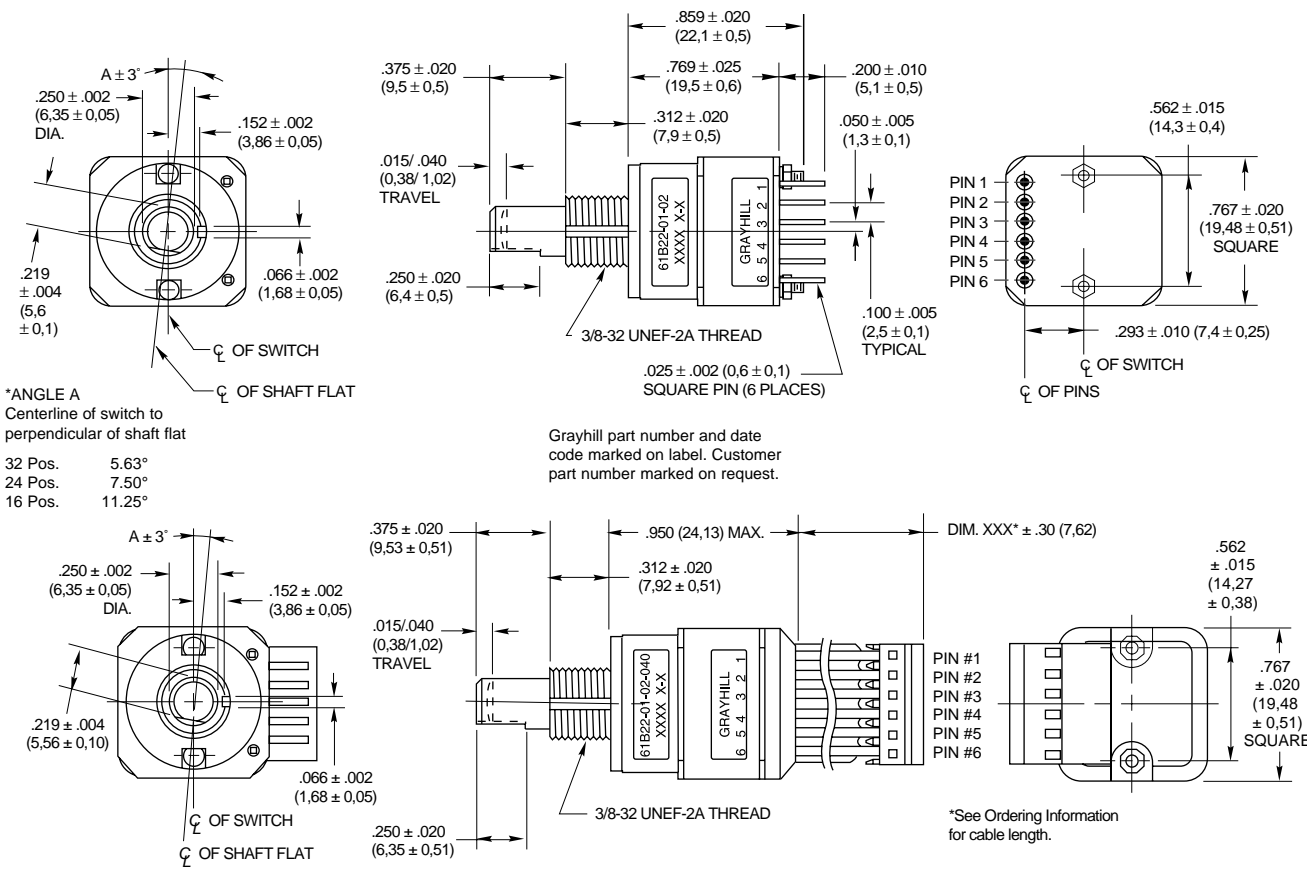 A ± 3°
.250 ± .002
(6,35 ± 0,05)
DIA.
.152 ± .002
(3,86 ± 0,05)
.219
± .004
(5,6
± 0,1)
.066 ± .002
(1,68 ± 0,05)
℄ OF SWITCH
℄ OF SHAFT FLAT
*ANGLE A
Centerline of switch to
perpendicular of shaft flat
32 Pos. 5.63°
24 Pos. 7.50°
16 Pos. 11.25°
.859 ± .020
(22,1 ± 0,5)
.375 ± .020
(9,5 ± 0,5)
.769 ± .025
(19,5 ± 0,6)
.200 ± .010
(5,1 ± 0,5)
.312 ± .020
(7,9 ± 0,5)
.050 ± .005
(1,3 ± 0,1)
.015/ .040
(0,38/ 1,02)
TRAVEL
61B22-01-02
XXXX X-X
GRAYHILL
6 5 4 3 2 1
.250 ± .020
(6,4 ± 0,5)
3/8-32 UNEF-2A THREAD
.100 ± .005
(2,5 ± 0,1)
TYPICAL
.025 ± .002 (0,6 ± 0,1)
SQUARE PIN (6 PLACES)
.562 ± .015
(14,3 ± 0,4)
PIN 1
PIN 2
PIN 3
PIN 4
PIN 5
PIN 6
.767 ± .020
(19,48 ± 0,51)
SQUARE
.293 ± .010 (7,4 ± 0,25)
℄ OF SWITCH
℄ OF PINS
Grayhill part number and date
code marked on label. Customer
part number marked on request.
A ± 3°
.250 ± .002
(6,35 ± 0,05)
DIA.
.152 ± .002
(3,86 ± 0,05)
.219 ± .004
(5,56 ± 0,10)
.066 ± .002
(1,68 ± 0,05)
℄ OF SWITCH
℄ OF SHAFT FLAT
.375 ± .020
(9,53 ± 0,51)
.950 (24,13) MAX.
DIM. XXX* ± .30 (7,62)
.312 ± .020
(7,92 ± 0,51)
.015/.040
(0,38/1,02)
TRAVEL
61B22-01-02-040
XXXX X-X
GRAYHILL
6 5 4 3 2 1
PIN #1
PIN #2
PIN #3
PIN #4
PIN #5
PIN #6
3/8-32 UNEF-2A THREAD
.250 ± .020
(6,35 ± 0,51)
.562
± .015
(14,27
± 0,38)
.767
± .020
(19,48
± 0,51)
SQUARE
*See Ordering Information
for cable length.